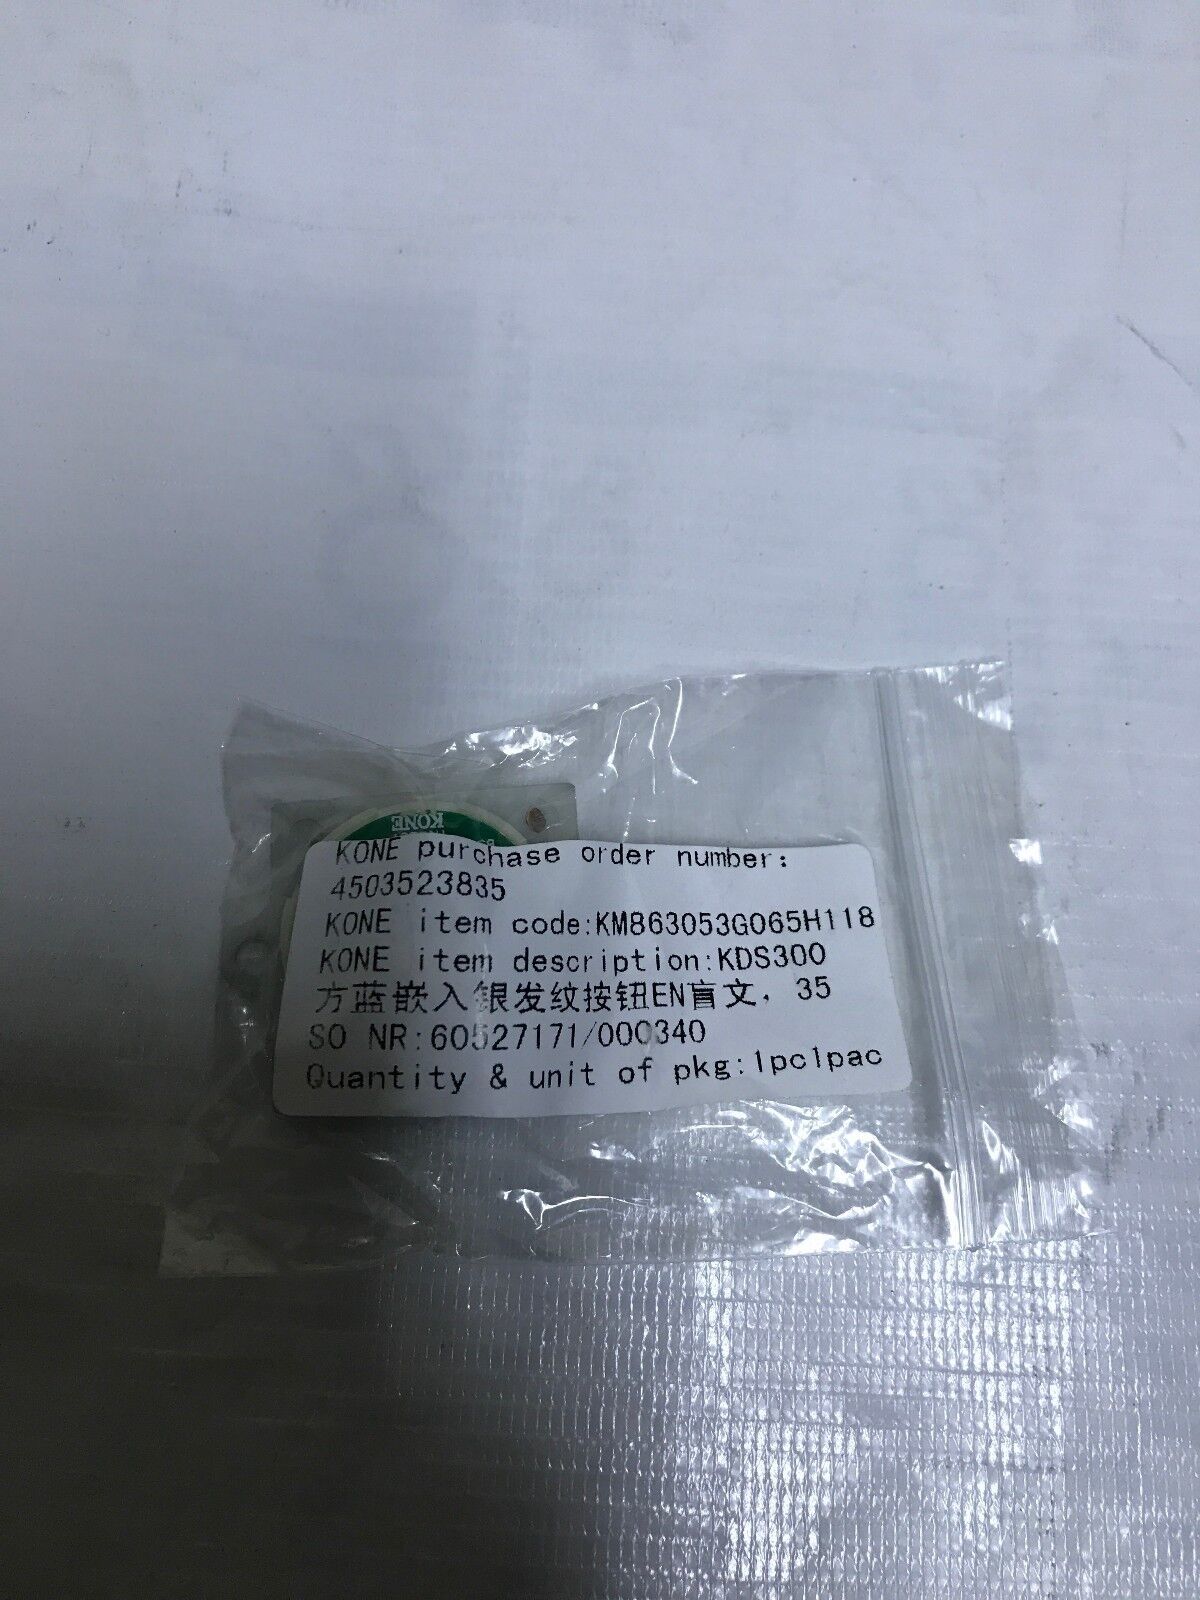 KONE
KONE purchase order number:
4503523835
KONE item code:KM863053G065H118
KONE item description:KDS300
方蓝嵌入银发纹按钮EN盲文，35
SO NR:60527171/000340
Quantity & unit of pkg:1pc1pac